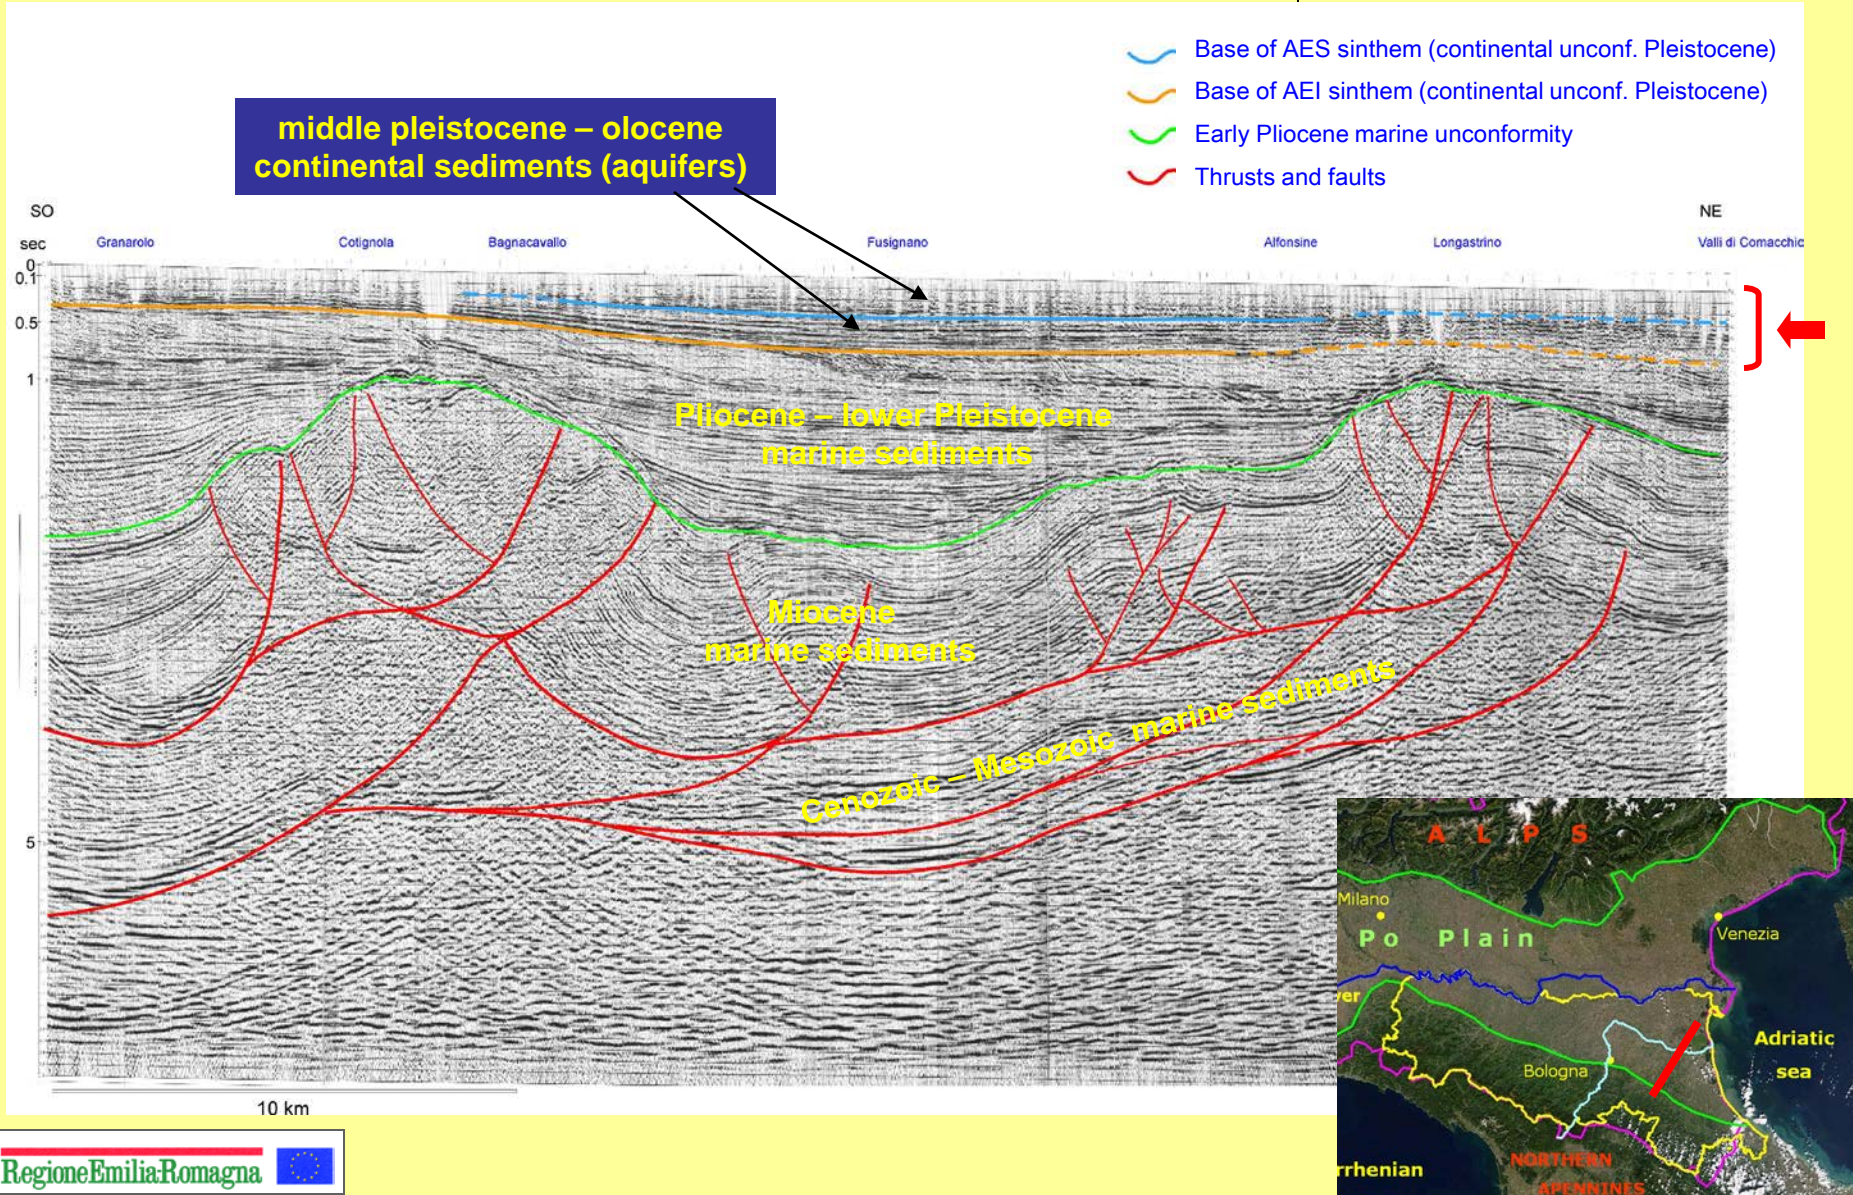 Base of AES sinthem (continental unconf. Pleistocene)
Base of AEI sinthem (continental unconf. Pleistocene)
Early Pliocene marine unconformity
Thrusts and faults
middle pleistocene – olocene
continental sediments (aquifers)
SO
NE
sec
Granarolo
Cotignola
Bagnacavallo
Fusignano
Alfonsine
Longastrino
Valli di Comacchio
0
0.1
0.5
1
5
Pliocene – lower Pleistocene
marine sediments
Miocene
marine sediments
Cenozoic – Mesozoic marine sediments
10 km
ALPS
Milano
Po Plain
Venezia
Bologna
Adriatic
sea
rrhenian
NORTHERN
APENNINES
RegioneEmiliaRomagna